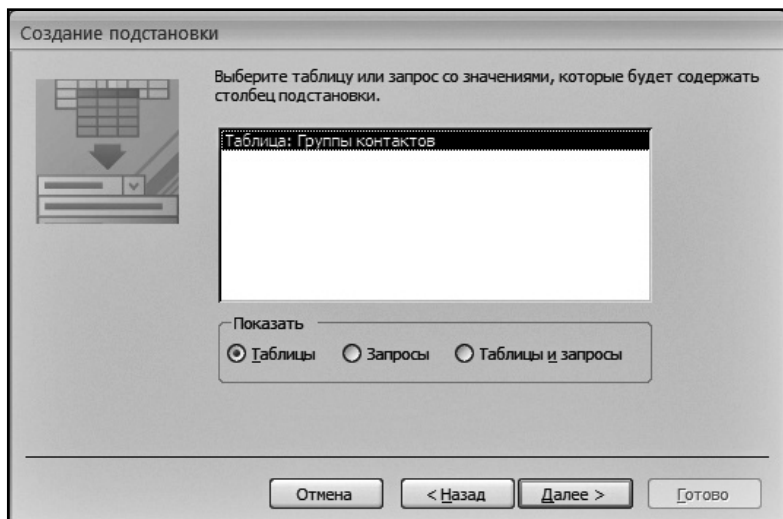 Создание подстановки
Выберите таблицу или запрос со значениями, которые будет содержать
столбец подстановки.
Таблица: Группы контактов
Показать
Таблицы Запросы Таблицы и запросы
Отмена < Назад Далее > Готово